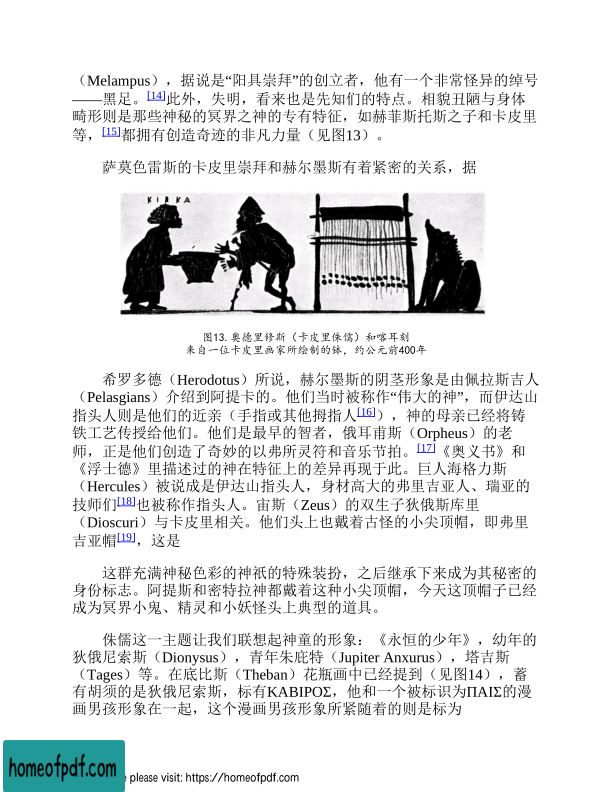 （Melampus），据说是“阳具崇拜”的创立者，他有一个非常怪异的绰号
——黑足。[14]此外，失明，看来也是先知们的特点。相貌丑陋与身体
畸形则是那些神秘的冥界之神的专有特征，如赫菲斯托斯之子和卡皮里
等，[15]都拥有创造奇迹的非凡力量（见图13）。
萨莫色雷斯的卡皮里崇拜和赫尔墨斯有着紧密的关系，据
KIRKA
图13. 奥德里修斯（卡皮里侏儒）和喀耳刻
来自一位卡皮里画家所绘制的钵，约公元前400年
希罗多德（Herodotus）所说，赫尔墨斯的阴茎形象是由佩拉斯吉人
（Pelasgians）介绍到阿提卡的。他们当时被称作“伟大的神”，而伊达山
指头人则是他们的近亲（手指或其他拇指人[16]），神的母亲已经将铸
铁工艺传授给他们。他们是最早的智者，俄耳甫斯（Orpheus）的老
师，正是他们创造了奇妙的以弗所灵符和音乐节拍。[17]《奥义书》和
《浮士德》里描述过的神在特征上的差异再现于此。巨人海格力斯
（Hercules）被说成是伊达山指头人，身材高大的弗里吉亚人、瑞亚的
技师们[18]也被称作指头人。宙斯（Zeus）的双生子狄俄斯库里
（Dioscuri）与卡皮里相关。他们头上也戴着古怪的小尖顶帽，即弗里
吉亚帽[19]，这是
这群充满神秘色彩的神祇的特殊装扮，之后继承下来成为其秘密的
身份标志。阿提斯和密特拉神都戴着这种小尖顶帽，今天这顶帽子已经
成为冥界小鬼、精灵和小妖怪头上典型的道具。
侏儒这一主题让我们联想起神童的形象：《永恒的少年》，幼年的
狄俄尼索斯（Dionysus），青年朱庇特（Jupiter Anxurus），塔吉斯
（Tages）等。在底比斯（Theban）花瓶画中已经提到（见图14），蓄
有胡须的是狄俄尼索斯，标有ΚΑΒΙΡΟΣ，他和一个被标识为ΠΑΙΣ的漫
画男孩形象在一起，这个漫画男孩形象所紧随着的则是标为
homeofpdf.com
e please visit: https://homeofpdf.com